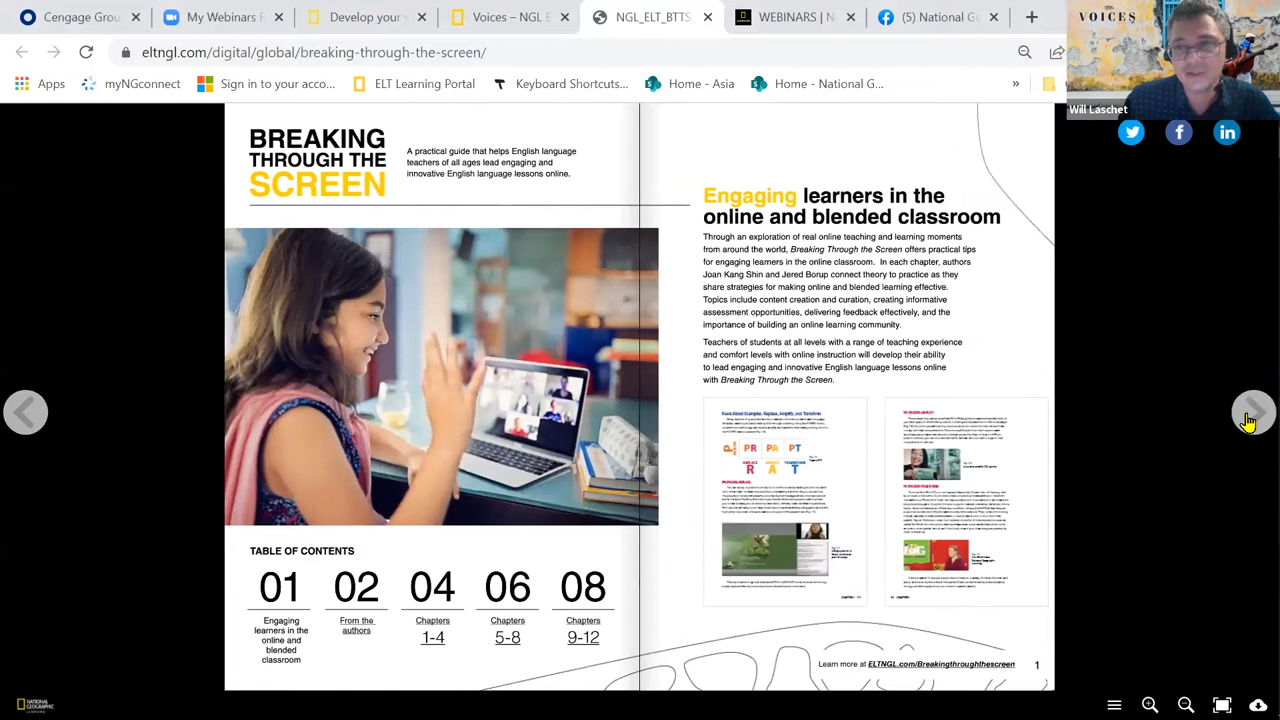 Campus -
My Webinars
Develop your
Voices – NGL E
NGL_ELT_BTTS
WEBINARS | N
(5) National G
eltngl.com/digital/global/breaking-through-the-screen/
Apps
myNGconnect
Sign in to your acco...
ELT Learning Portal
Keyboard Shortcuts...
Home - Asia
Home - National G...
»
VOICES
Will Laschet
BREAKING
THROUGH THE
SCREEN
A practical guide that helps English language
teachers of all ages lead engaging and
innovative English language lessons online.
TABLE OF CONTENTS
01
Engaging
learners in the
online and
blended
classroom
02
From the
authors
04
Chapters
1-4
06
Chapters
5-8
08
Chapters
9-12
Engaging learners in the
online and blended classroom
Through an exploration of real online teaching and learning moments
from around the world, Breaking Through the Screen offers practical tips
for engaging learners in the online classroom. In each chapter, authors
Joan Kang Shin and Jered Borup connect theory to practice as they
share strategies for making online and blended learning effective.
Topics include content creation and curation, creating informative
assessment opportunities, delivering feedback effectively, and the
importance of building an online learning community.
Teachers of students at all levels with a range of teaching experience
and comfort levels with online instruction will develop their ability
to lead engaging and innovative English language lessons online
with Breaking Through the Screen.
PR PA PT
R A T
Learn more at ELTNGL.com/Breakingthroughthescreen
1
NATIONAL
GEOGRAPHIC
LEARNING